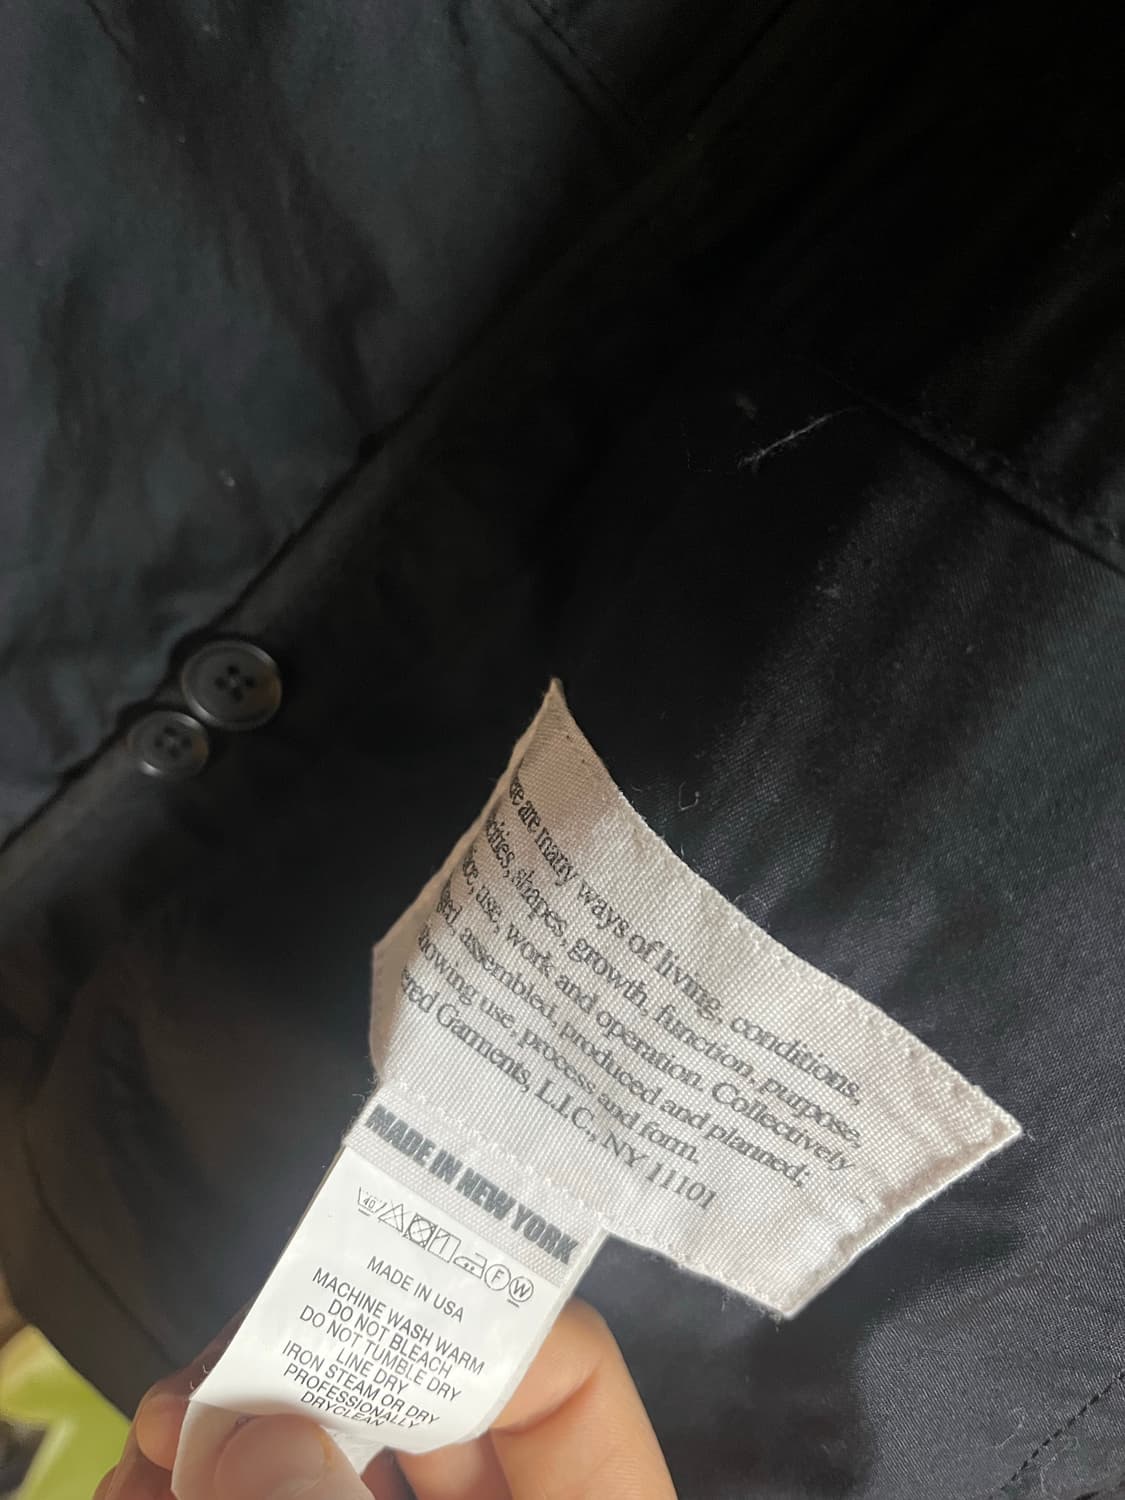 are many ways of living, conditions,
shapes, growth, function, purpose,
use, work and operation. Collectively
assembled, produced and planned;
use, process and form.
Garments, L.I.C., NY 11101
MADE IN NEW YORK
40 F W
MADE IN USA
MACHINE WASH WARM
DO NOT BLEACH
DO NOT TUMBLE DRY
LINE DRY
IRON STEAM OR DRY
PROFESSIONALLY
DRYCLEAN